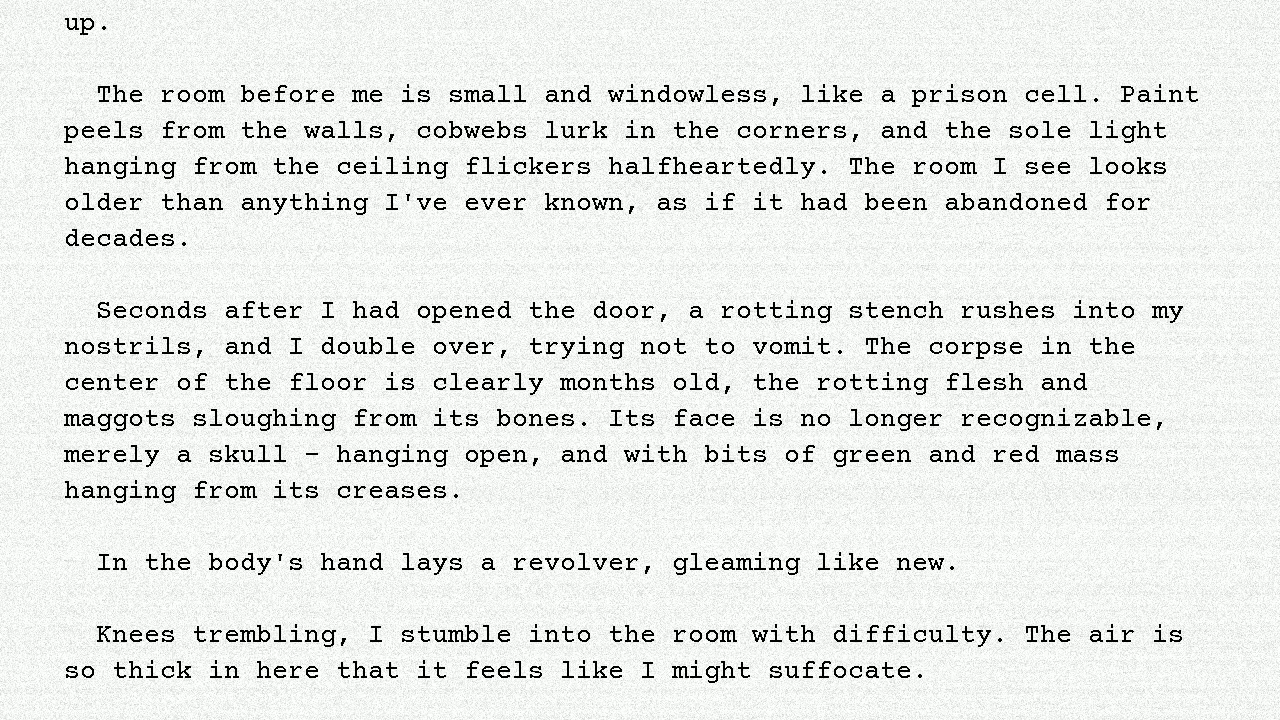 up.
The room before me is small and windowless, like a prison cell. Paint
peels from the walls, cobwebs lurk in the corners, and the sole light
hanging from the ceiling flickers halfheartedly. The room I see looks
older than anything I've ever known, as if it had been abandoned for
decades.
Seconds after I had opened the door, a rotting stench rushes into my
nostrils, and I double over, trying not to vomit. The corpse in the
center of the floor is clearly months old, the rotting flesh and
maggots sloughing from its bones. Its face is no longer recognizable,
merely a skull – hanging open, and with bits of green and red mass
hanging from its creases.
In the body's hand lays a revolver, gleaming like new.
Knees trembling, I stumble into the room with difficulty. The air is
so thick in here that it feels like I might suffocate.